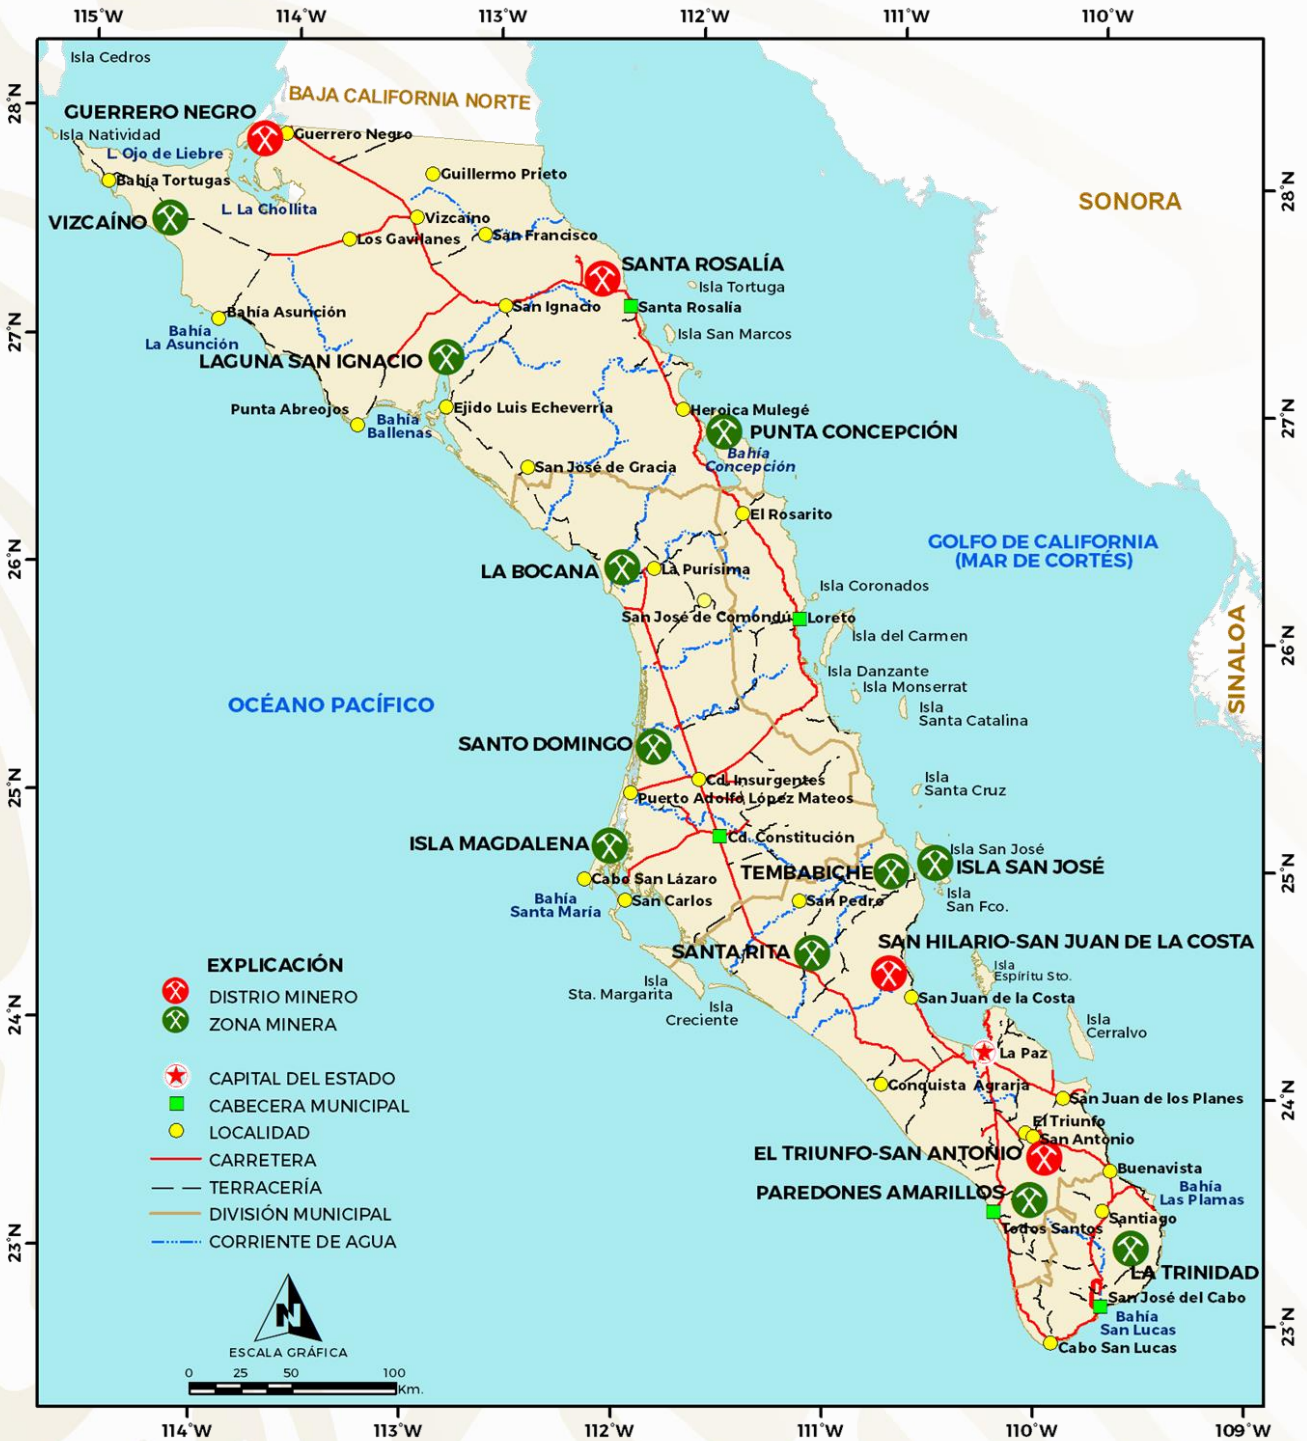 115°W
114°W
113°W
112°W
111°W
110°W
Isla Cedros
BAJA CALIFORNIA NORTE
28°N
GUERRERO NEGRO
Isla Natividad
Guerrero Negro
L. Ojo de Liebre
Bahía Tortugas
Guillermo Prieto
28°N
SONORA
L. La Chollita
VIZCAÍNO
Vizcaíno
Los Gavilanes
San Francisco
SANTA ROSALÍA
Isla Tortuga
San Ignacio
Santa Rosalía
Bahía Asunción
27°N
Bahía
La Asunción
Isla San Marcos
LAGUNA SAN IGNACIO
Punta Abreojos
Ejido Luis Echeverría
Heroica Mulegé
27°N
Bahía
Ballenas
PUNTA CONCEPCIÓN
Bahía
Concepción
San José de Gracia
El Rosarito
GOLFO DE CALIFORNIA
(MAR DE CORTÉS)
26°N
LA BOCANA
La Purísima
Isla Coronados
San José de Comondú
Loreto
Isla del Carmen
26°N
SINALOA
Isla Danzante
Isla Monserrat
OCÉANO PACÍFICO
Isla
Santa Catalina
SANTO DOMINGO
Cd. Insurgentes
Isla
Santa Cruz
25°N
Puerto Adolfo López Mateos
ISLA MAGDALENA
Cd. Constitución
Isla San José
ISLA SAN JOSÉ
25°N
TEMBABICHE
Cabo San Lázaro
Isla
San Fco.
Bahía
Santa María
San Carlos
San Pedro
SAN HILARIO-SAN JUAN DE LA COSTA
SANTA RITA
Isla
Espíritu Sto.
Isla
Sta. Margarita
San Juan de la Costa
Isla
Creciente
Isla
Cerralvo
24°N
EXPLICACIÓN
DISTRIO MINERO
ZONA MINERA
CAPITAL DEL ESTADO
CABECERA MUNICIPAL
LOCALIDAD
CARRETERA
TERRACERÍA
DIVISIÓN MUNICIPAL
CORRIENTE DE AGUA
La Paz
Conquista Agraria
San Juan de los Planes
24°N
El Triunfo
San Antonio
EL TRIUNFO-SAN ANTONIO
Buenavista
PAREDONES AMARILLOS
Bahía
Las Plamas
Santiago
Todos Santos
23°N
LA TRINIDAD
San José del Cabo
Bahía
San Lucas
Cabo San Lucas
23°N
N
ESCALA GRÁFICA
0 25 50 100
Km.
114°W
113°W
112°W
111°W
110°W
109°W